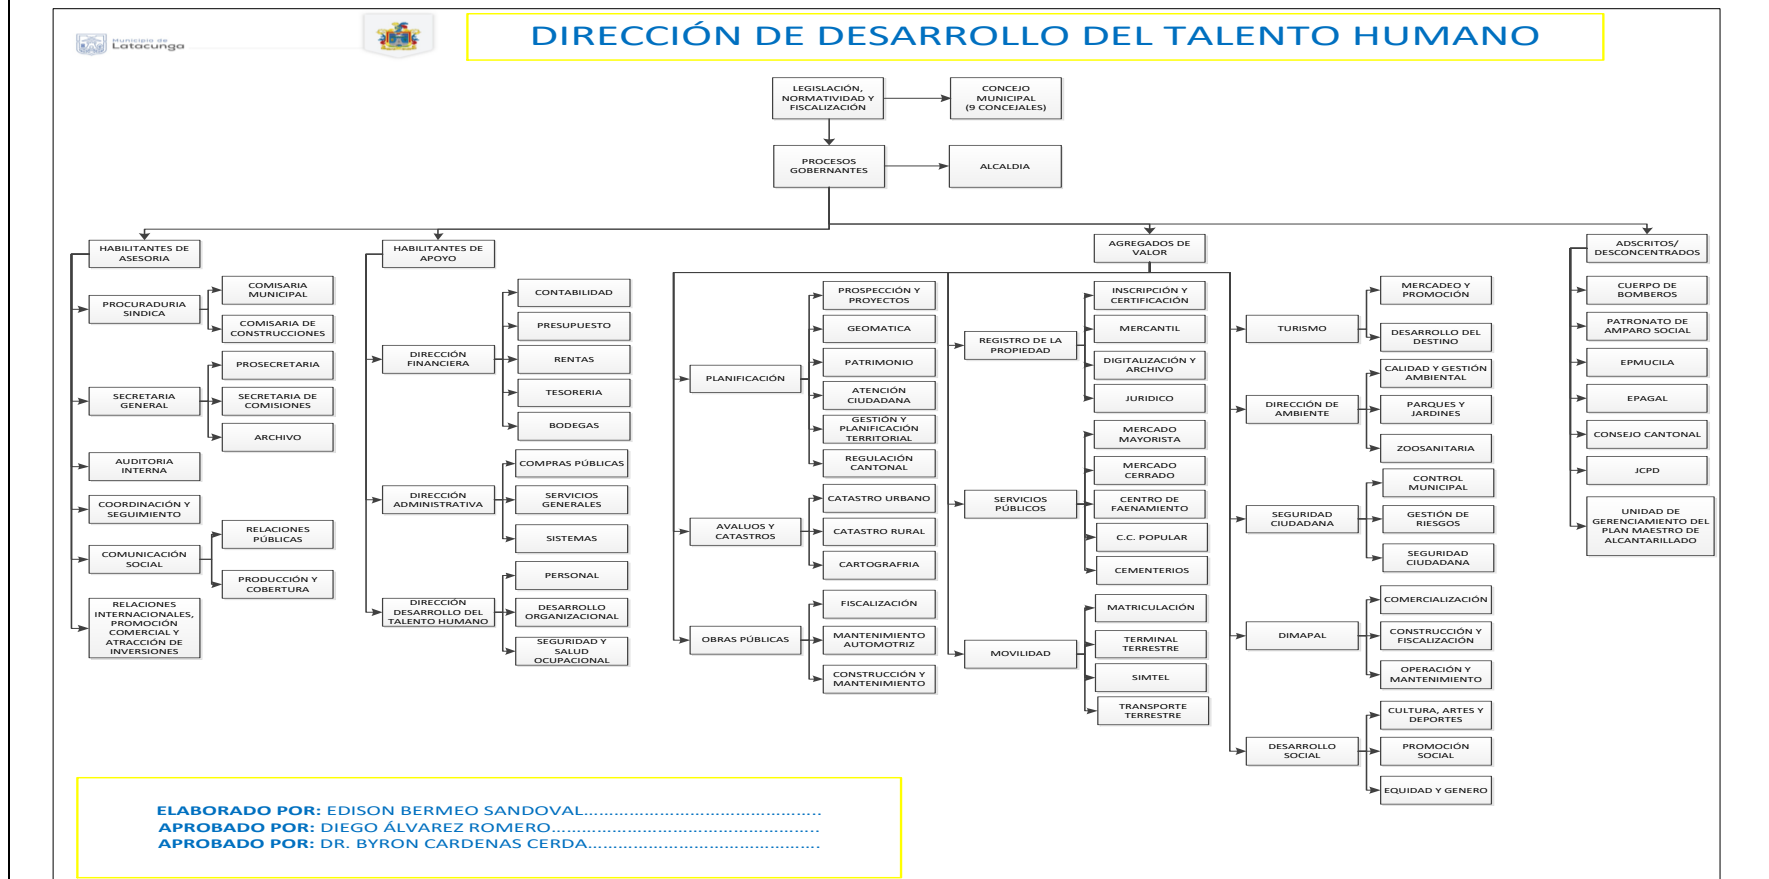 Municipio de
Latacunga
DIRECCIÓN DE DESARROLLO DEL TALENTO HUMANO
LEGISLACIÓN,
NORMATIVIDAD Y
FISCALIZACIÓN
CONCEJO
MUNICIPAL
(9 CONCEJALES)
PROCESOS
GOBERNANTES
ALCALDIA
HABILITANTES DE
ASESORIA
PROCURADURIA
SINDICA
COMISARIA
MUNICIPAL
COMISARIA DE
CONSTRUCCIONES
SECRETARIA
GENERAL
PROSECRETARIA
SECRETARIA DE
COMISIONES
ARCHIVO
AUDITORIA
INTERNA
COORDINACIÓN Y
SEGUIMIENTO
COMUNICACIÓN
SOCIAL
RELACIONES
PÚBLICAS
PRODUCCIÓN Y
COBERTURA
RELACIONES
INTERNACIONALES,
PROMOCIÓN
COMERCIAL Y
ATRACCIÓN DE
INVERSIONES
HABILITANTES DE
APOYO
DIRECCIÓN
FINANCIERA
CONTABILIDAD
PRESUPUESTO
RENTAS
TESORERIA
BODEGAS
DIRECCIÓN
ADMINISTRATIVA
COMPRAS PÚBLICAS
SERVICIOS
GENERALES
SISTEMAS
DIRECCIÓN
DESARROLLO DEL
TALENTO HUMANO
PERSONAL
DESARROLLO
ORGANIZACIONAL
SEGURIDAD Y
SALUD
OCUPACIONAL
AGREGADOS DE
VALOR
PLANIFICACIÓN
PROSPECCIÓN Y
PROYECTOS
GEOMATICA
PATRIMONIO
ATENCIÓN
CIUDADANA
GESTIÓN Y
PLANIFICACIÓN
TERRITORIAL
REGULACIÓN
CANTONAL
AVALUOS Y
CATASTROS
CATASTRO URBANO
CATASTRO RURAL
CARTOGRAFRIA
OBRAS PÚBLICAS
FISCALIZACIÓN
MANTENIMIENTO
AUTOMOTRIZ
CONSTRUCCIÓN Y
MANTENIMIENTO
REGISTRO DE LA
PROPIEDAD
INSCRIPCIÓN Y
CERTIFICACIÓN
MERCANTIL
DIGITALIZACIÓN Y
ARCHIVO
JURIDICO
SERVICIOS
PÚBLICOS
MERCADO
MAYORISTA
MERCADO
CERRADO
CENTRO DE
FAENAMIENTO
C.C. POPULAR
CEMENTERIOS
MOVILIDAD
MATRICULACIÓN
TERMINAL
TERRESTRE
SIMTEL
TRANSPORTE
TERRESTRE
TURISMO
MERCADEO Y
PROMOCIÓN
DESARROLLO DEL
DESTINO
DIRECCIÓN DE
AMBIENTE
CALIDAD Y GESTIÓN
AMBIENTAL
PARQUES Y
JARDINES
ZOOSANITARIA
SEGURIDAD
CIUDADANA
CONTROL
MUNICIPAL
GESTIÓN DE
RIESGOS
SEGURIDAD
CIUDADANA
DIMAPAL
COMERCIALIZACIÓN
CONSTRUCCIÓN Y
FISCALIZACIÓN
OPERACIÓN Y
MANTENIMIENTO
DESARROLLO
SOCIAL
CULTURA, ARTES Y
DEPORTES
PROMOCIÓN
SOCIAL
EQUIDAD Y GENERO
ADSCRITOS/
DESCONCENTRADOS
CUERPO DE
BOMBEROS
PATRONATO DE
AMPARO SOCIAL
EPMUCILA
EPAGAL
CONSEJO CANTONAL
JCPD
UNIDAD DE
GERENCIAMIENTO DEL
PLAN MAESTRO DE
ALCANTARILLADO
ELABORADO POR: EDISON BERMEO SANDOVAL…………………………………..
APROBADO POR: DIEGO ÁLVAREZ ROMERO………………………………………..
APROBADO POR: DR. BYRON CARDENAS CERDA………………………………….